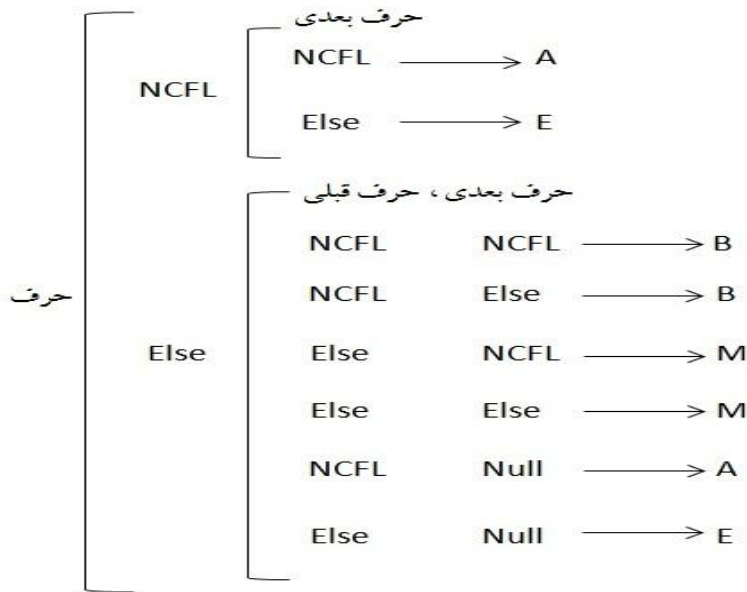 حرف بعدی
NCFL → A
NCFL
Else → E
حرف بعدی ، حرف قبلی
NCFL NCFL → B
NCFL Else → B
حرف
Else Else NCFL → M
Else Else → M
NCFL Null → A
Else Null → E